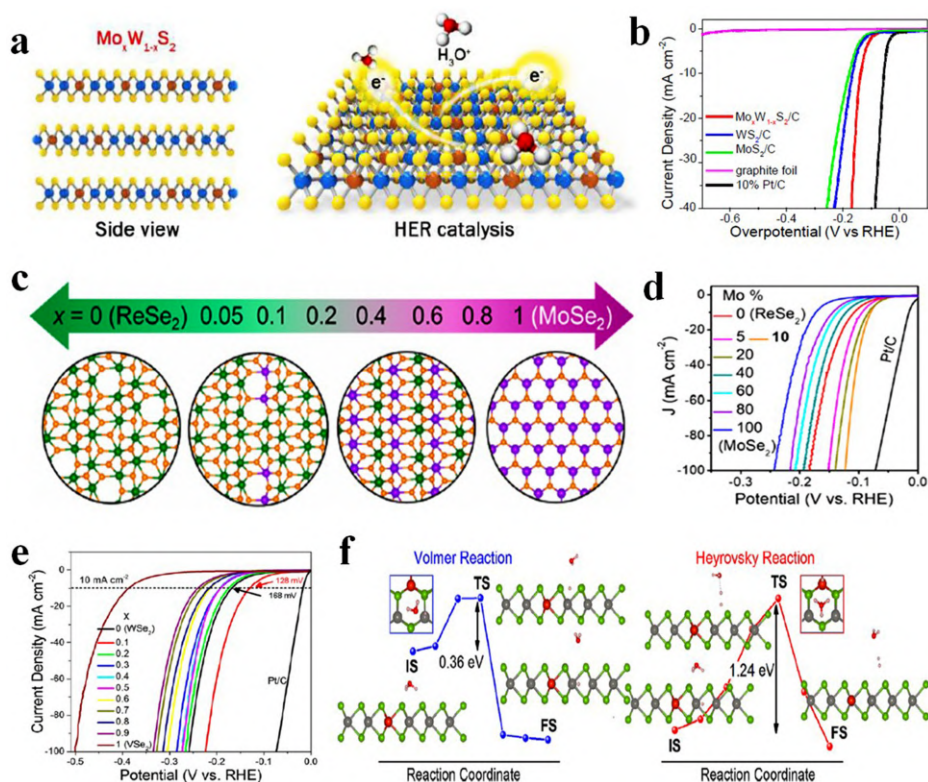 a
MoₓW₁₋ₓS₂
Side view
H₃O⁺
e⁻
e⁻
HER catalysis
b
Current Density (mA cm⁻²)
0
-10
-20
-30
-40
-0.6
-0.4
-0.2
0.0
MoₓW₁₋ₓS₂/C
WS₂/C
MoS₂/C
graphite foil
10% Pt/C
Overpotential (V vs RHE)
c
x = 0 (ReSe₂) 0.05 0.1 0.2 0.4 0.6 0.8 1 (MoSe₂)
d
J (mA cm⁻²)
0
-20
-40
-60
-80
-100
Mo %
0 (ReSe₂)
5 10
20
40
60
80
100
(MoSe₂)
Pt/C
-0.3
-0.2
-0.1
0.0
Potential (V vs. RHE)
e
Current Density (mA cm⁻²)
0
-20
-40
-60
-80
-100
10 mA cm⁻²
128 mV
168 mV
X
0 (WSe₂)
0.1
0.2
0.3
0.4
0.5
0.6
0.7
0.8
0.9
1 (VSe₂)
Pt/C
-0.5
-0.4
-0.3
-0.2
-0.1
0.0
Potential (V vs. RHE)
f
Volmer Reaction
TS
IS
0.36 eV
FS
Reaction Coordinate
Heyrovsky Reaction
TS
1.24 eV
IS
FS
Reaction Coordinate